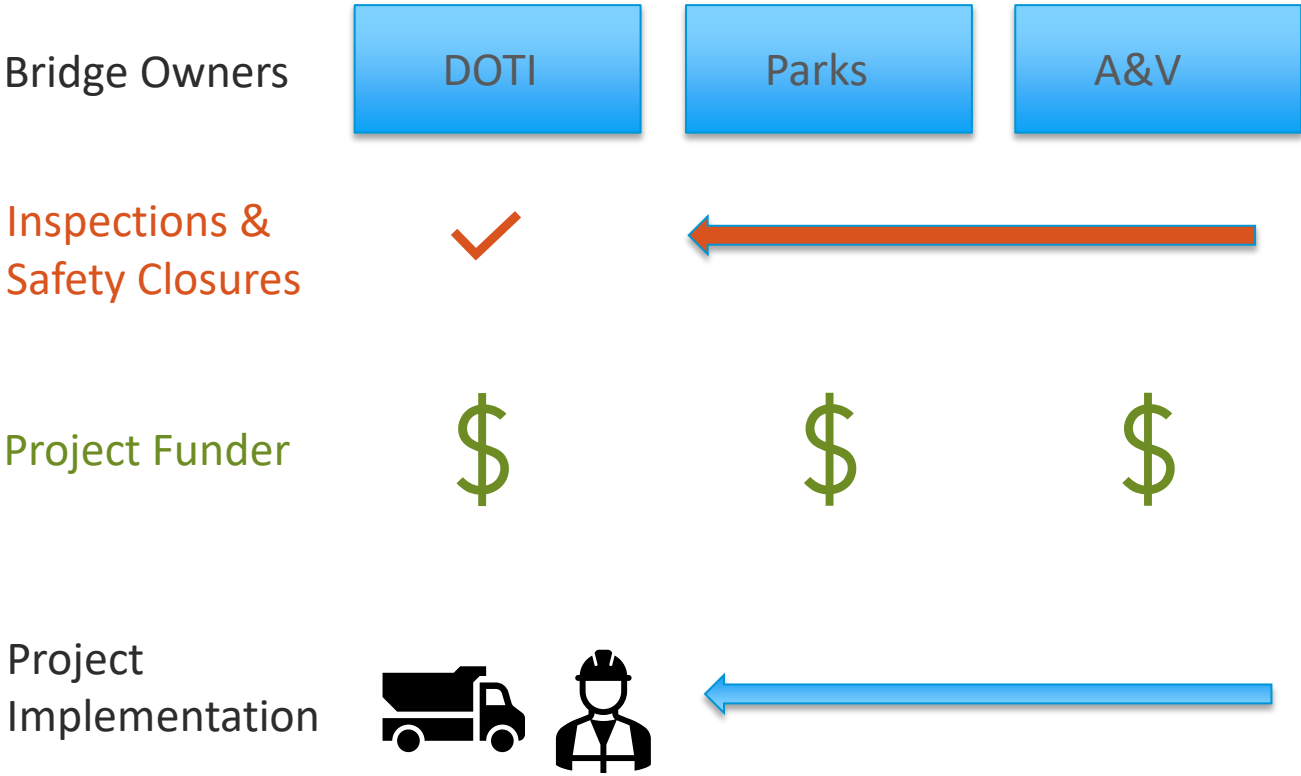 Bridge Owners
DOTI
Parks
A&V
Inspections &
Safety Closures
Project Funder
$
$
$
Project
Implementation